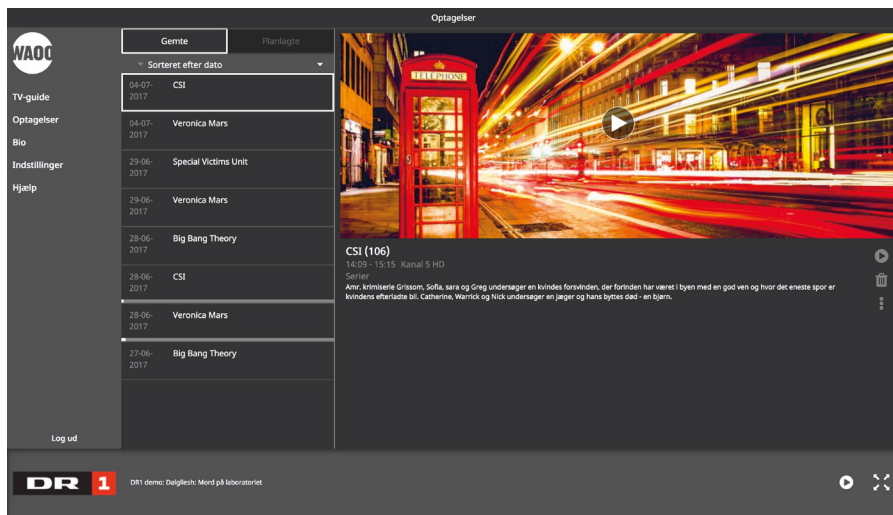 Optagelser
WAOO
TV-guide
Optagelser
Bio
Indstillinger
Hjælp
Log ud
Gemte
Planlagte
Sorteret efter dato
04-07-
2017
CSI
04-07-
2017
Veronica Mars
29-06-
2017
Special Victims Unit
29-06-
2017
Veronica Mars
28-06-
2017
Big Bang Theory
28-06-
2017
CSI
28-06-
2017
Veronica Mars
27-06-
2017
Big Bang Theory
TELEPHONE
CSI (106)
14:09 - 15:15 Kanal 5 HD
Serier
Amr. krimiserie Grissom, Sofia, sara og Greg undersøger en kvindes forsvinden, der forinden har været i byen med en god ven og hvor det eneste spor er
kvindens efterladte bil. Catherine, Warrick og Nick undersøger en jæger og hans byttes død - en bjørn.
DR 1
DR1 demo: Dalgliesh: Mord på laboratoriet